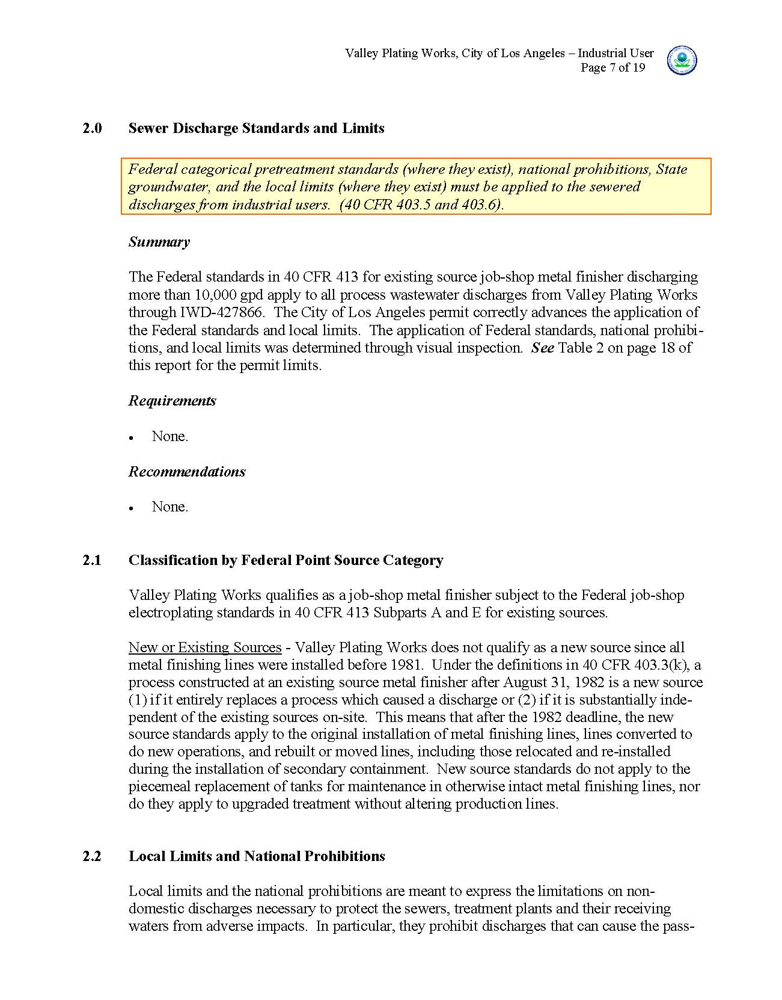 Valley Plating Works, City of Los Angeles – Industrial User
Page 7 of 19
2.0 Sewer Discharge Standards and Limits
Federal categorical pretreatment standards (where they exist), national prohibitions, State
groundwater, and the local limits (where they exist) must be applied to the sewered
discharges from industrial users.  (40 CFR 403.5 and 403.6).
Summary
The Federal standards in 40 CFR 413 for existing source job-shop metal finisher discharging
more than 10,000 gpd apply to all process wastewater discharges from Valley Plating Works
through IWD-427866.  The City of Los Angeles permit correctly advances the application of
the Federal standards and local limits.  The application of Federal standards, national prohibi-
tions, and local limits was determined through visual inspection.  See Table 2 on page 18 of
this report for the permit limits.
Requirements
• None.
Recommendations
• None.
2.1 Classification by Federal Point Source Category
Valley Plating Works qualifies as a job-shop metal finisher subject to the Federal job-shop
electroplating standards in 40 CFR 413 Subparts A and E for existing sources.
New or Existing Sources - Valley Plating Works does not qualify as a new source since all
metal finishing lines were installed before 1981.  Under the definitions in 40 CFR 403.3(k), a
process constructed at an existing source metal finisher after August 31, 1982 is a new source
(1) if it entirely replaces a process which caused a discharge or (2) if it is substantially inde-
pendent of the existing sources on-site.  This means that after the 1982 deadline, the new
source standards apply to the original installation of metal finishing lines, lines converted to
do new operations, and rebuilt or moved lines, including those relocated and re-installed
during the installation of secondary containment.  New source standards do not apply to the
piecemeal replacement of tanks for maintenance in otherwise intact metal finishing lines, nor
do they apply to upgraded treatment without altering production lines.
2.2 Local Limits and National Prohibitions
Local limits and the national prohibitions are meant to express the limitations on non-
domestic discharges necessary to protect the sewers, treatment plants and their receiving
waters from adverse impacts.  In particular, they prohibit discharges that can cause the pass-